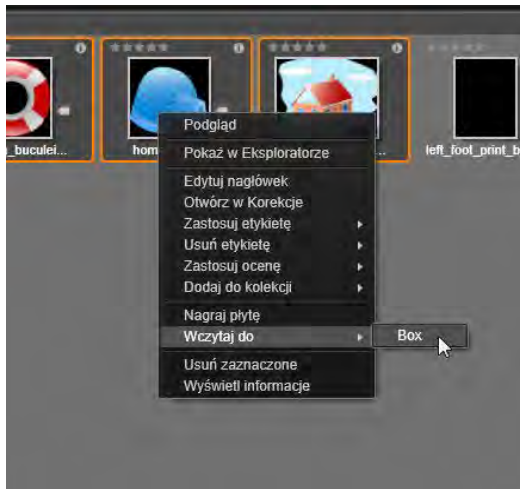 _buculei...
hom
...
left_foot_print_b
Podgląd
Pokaż w Eksploratorze
Edytuj nagłówek
Otwórz w Korekcje
Zastosuj etykietę
Usuń etykietę
Zastosuj ocenę
Dodaj do kolekcji
Nagraj płytę
Wczytaj do
Box
Usuń zaznaczone
Wyświetl informacje